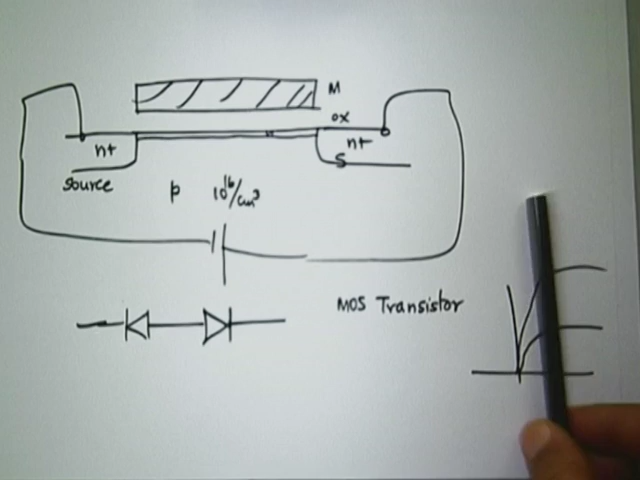 M
ox
n+
n+
S
source
p 10^16/cm³
MOS Transistor